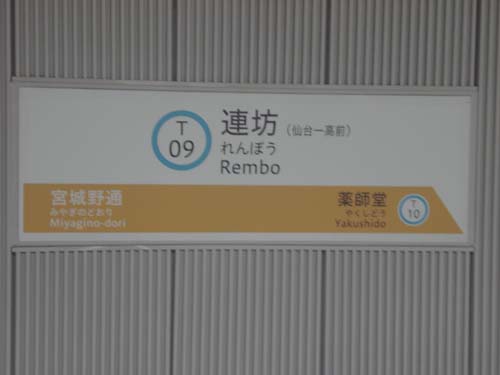 T
09
連坊（仙台一高前）
れんぼう
Rembo
宮城野通
みやぎのどおり
Miyagino-dori
薬師堂
やくしどう
Yakushido
T
10